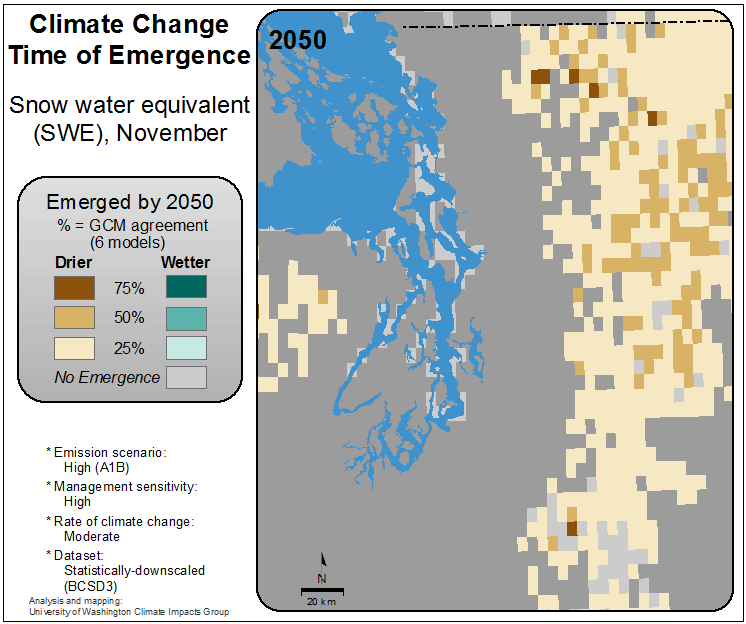 Climate Change
Time of Emergence
Snow water equivalent
(SWE), November
Emerged by 2050
% = GCM agreement
(6 models)
Drier Wetter
75%
50%
25%
No Emergence
* Emission scenario:
High (A1B)
* Management sensitivity:
High
* Rate of climate change:
Moderate
* Dataset:
Statistically-downscaled
(BCSD3)
Analysis and mapping:
University of Washington Climate Impacts Group
2050
N
20 km